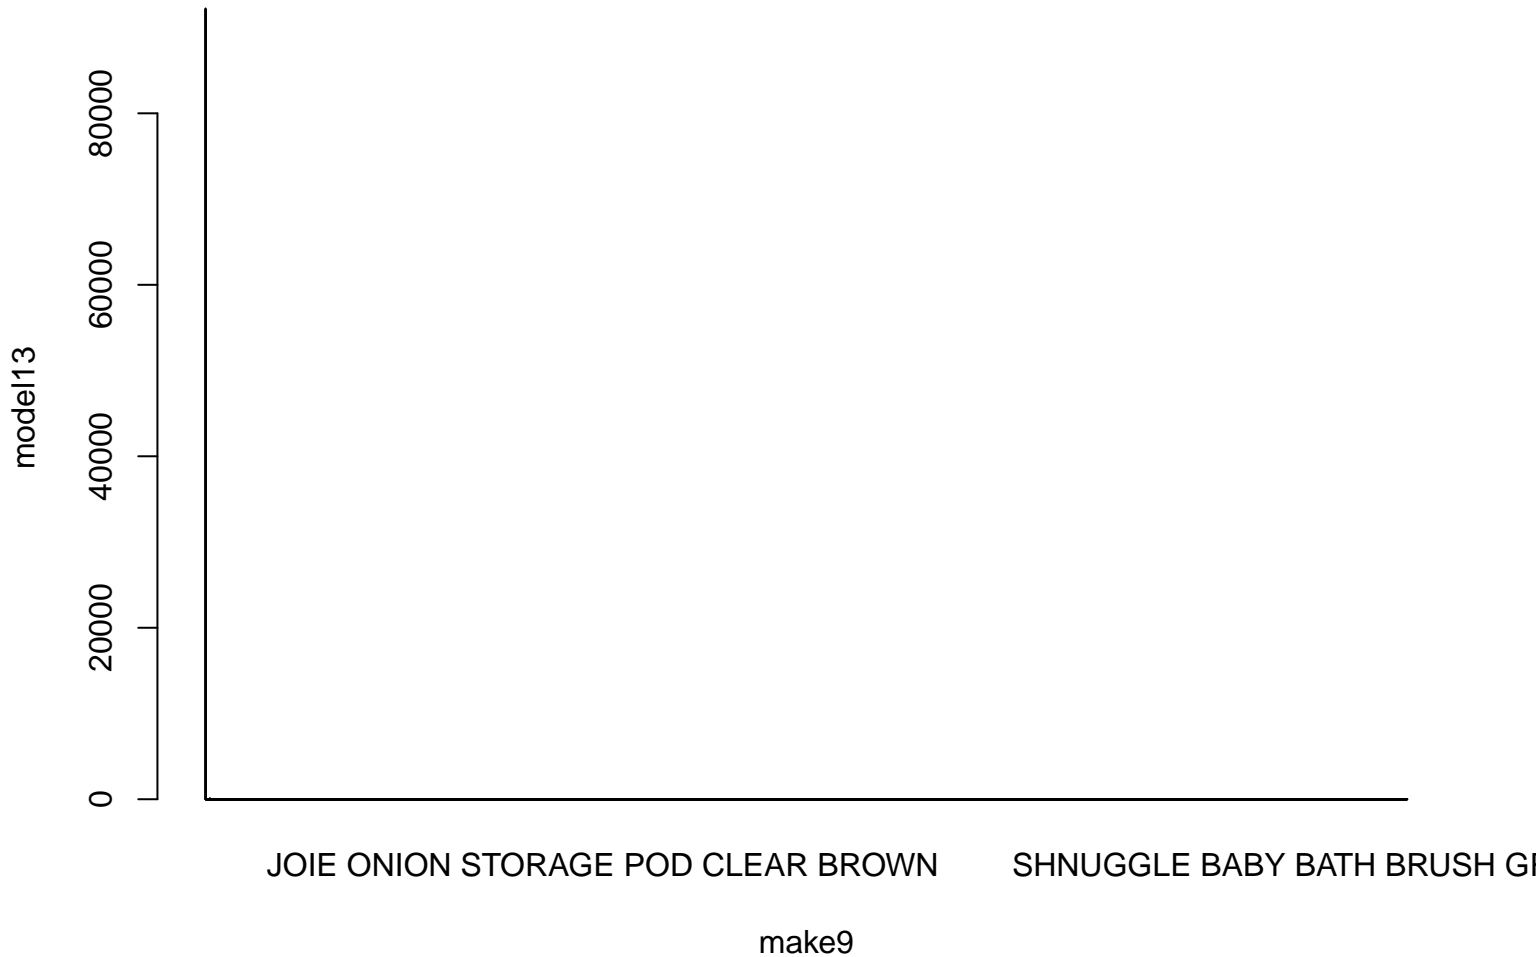 80000
60000
model13
40000
20000
0
JOIE ONION STORAGE POD CLEAR BROWN
SHNUGGLE BABY BATH BRUSH
make9